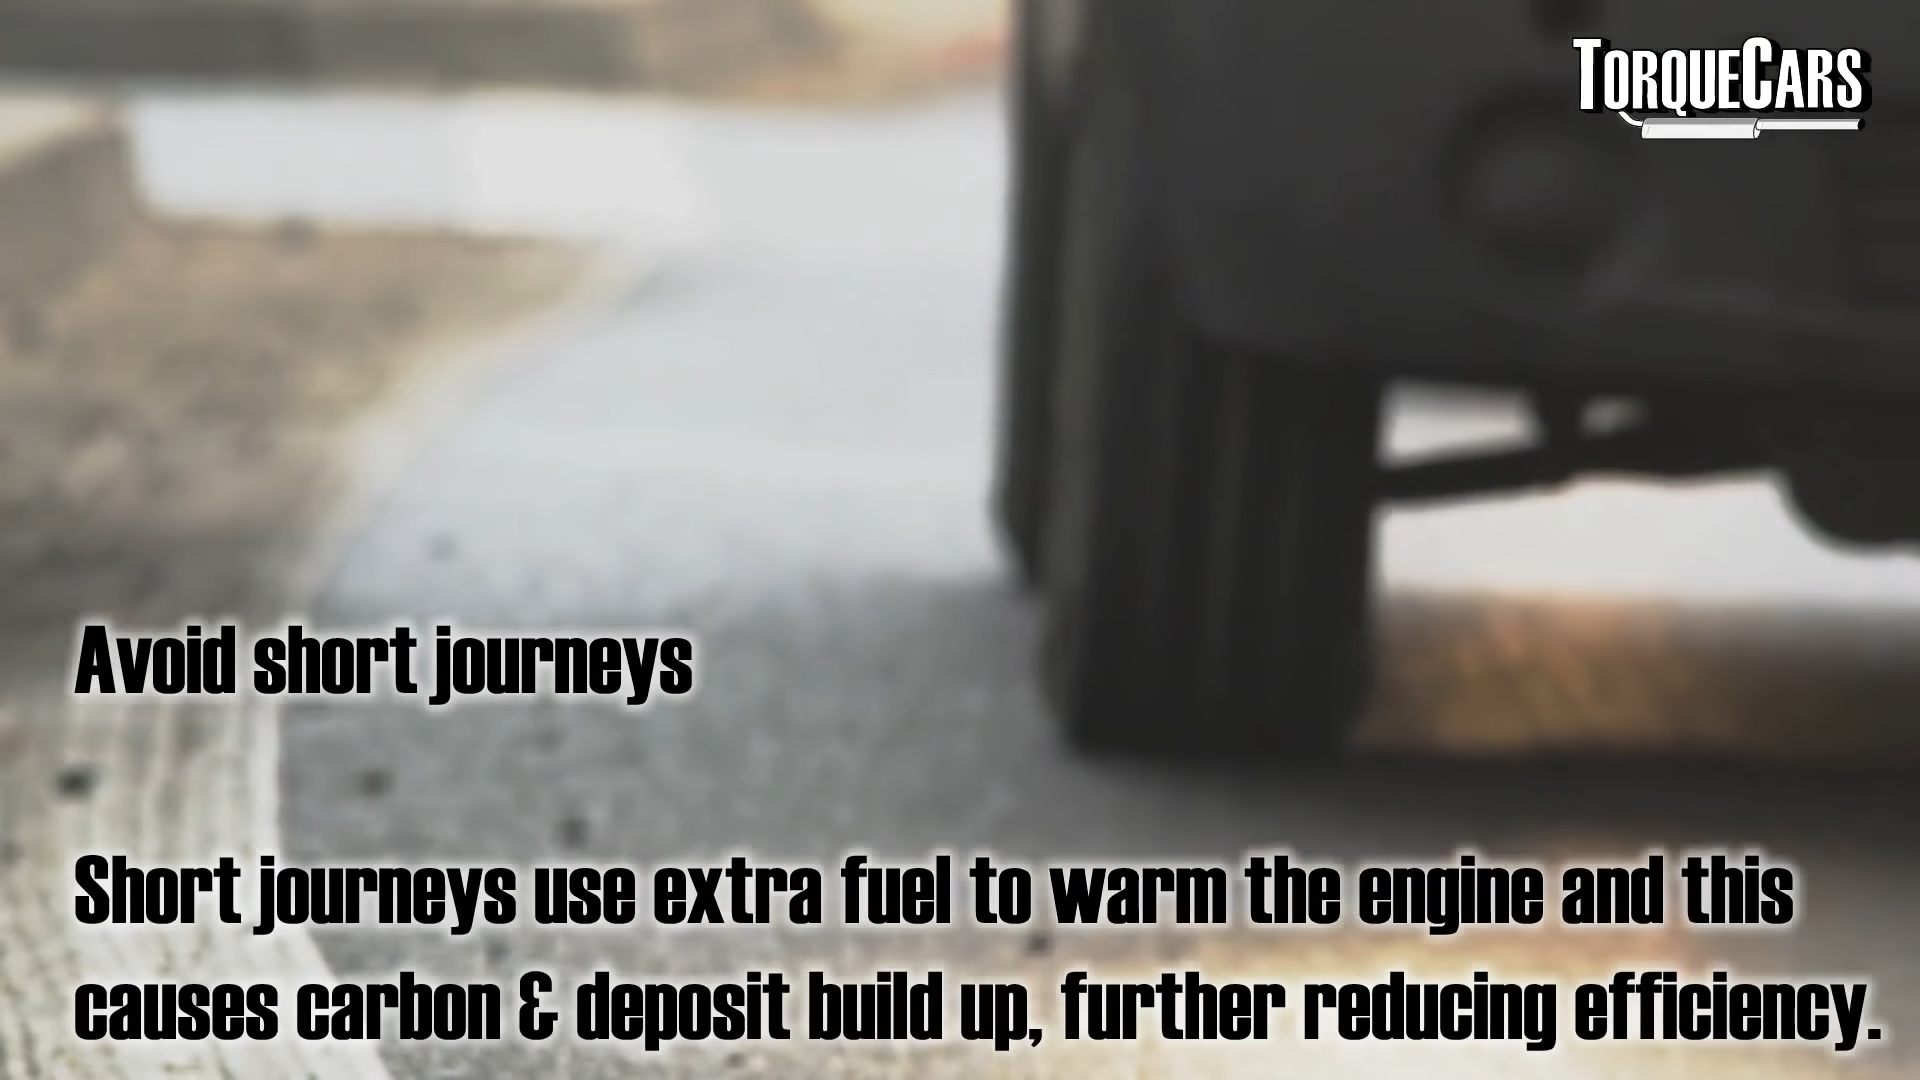 TORQUECARS
Avoid short journeys
Short journeys use extra fuel to warm the engine and this
causes carbon & deposit build up, further reducing efficiency.